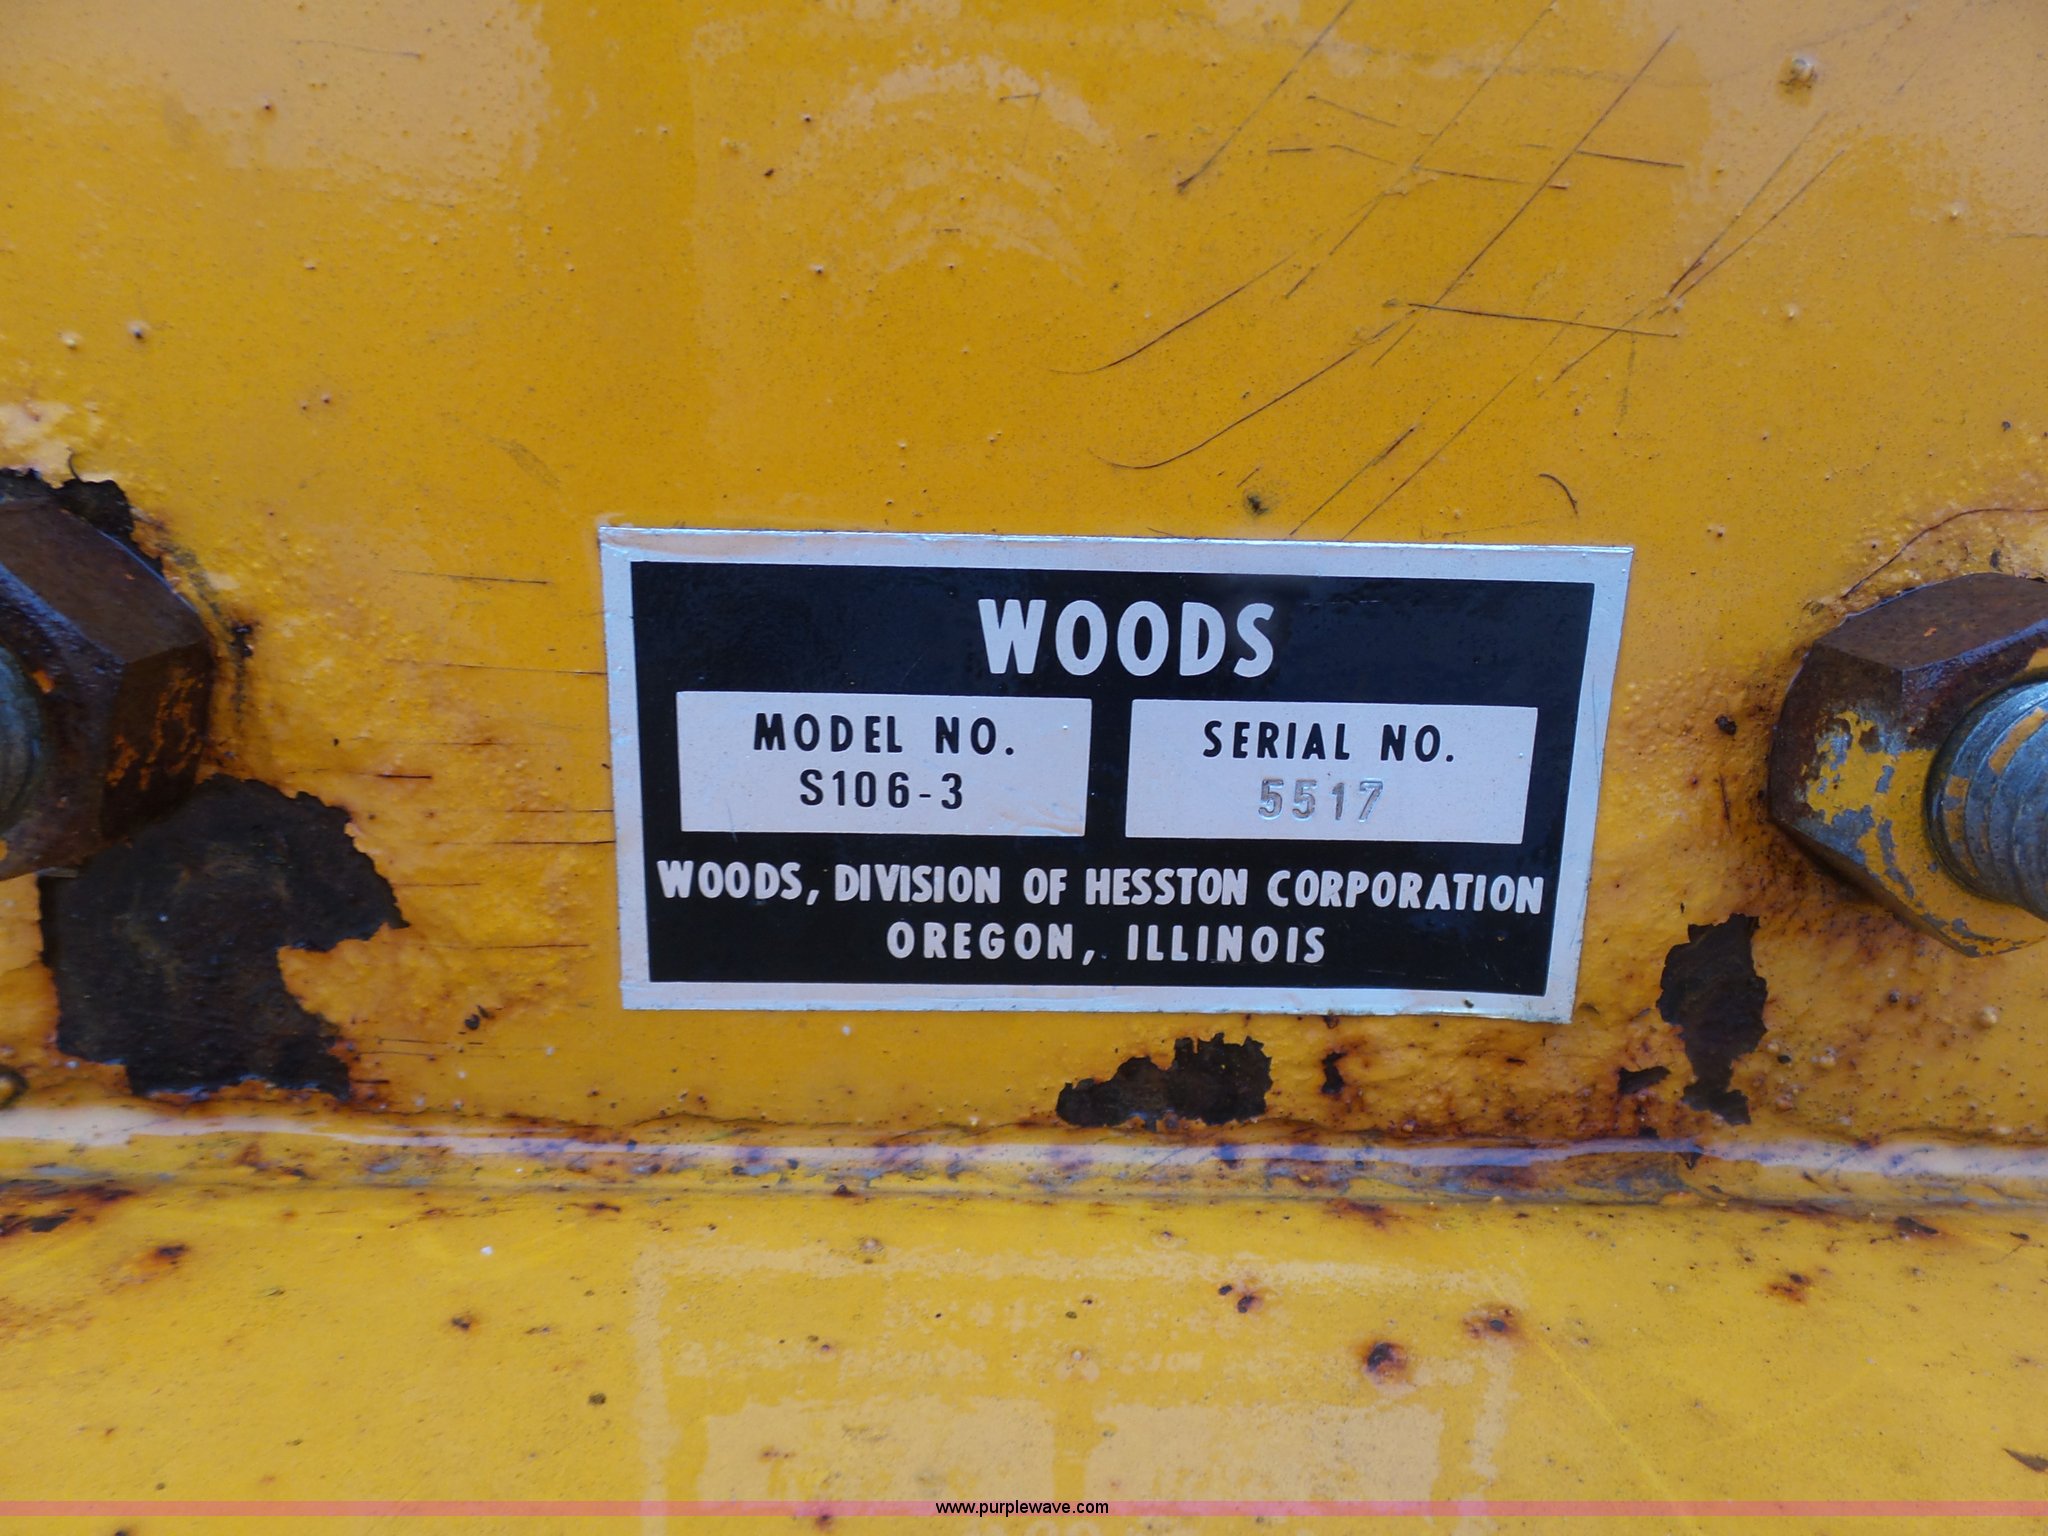 WOODS
MODEL NO.
S106-3
SERIAL NO.
5517
WOODS, DIVISION OF HESSTON CORPORATION
OREGON, ILLINOIS
www.purplewave.com